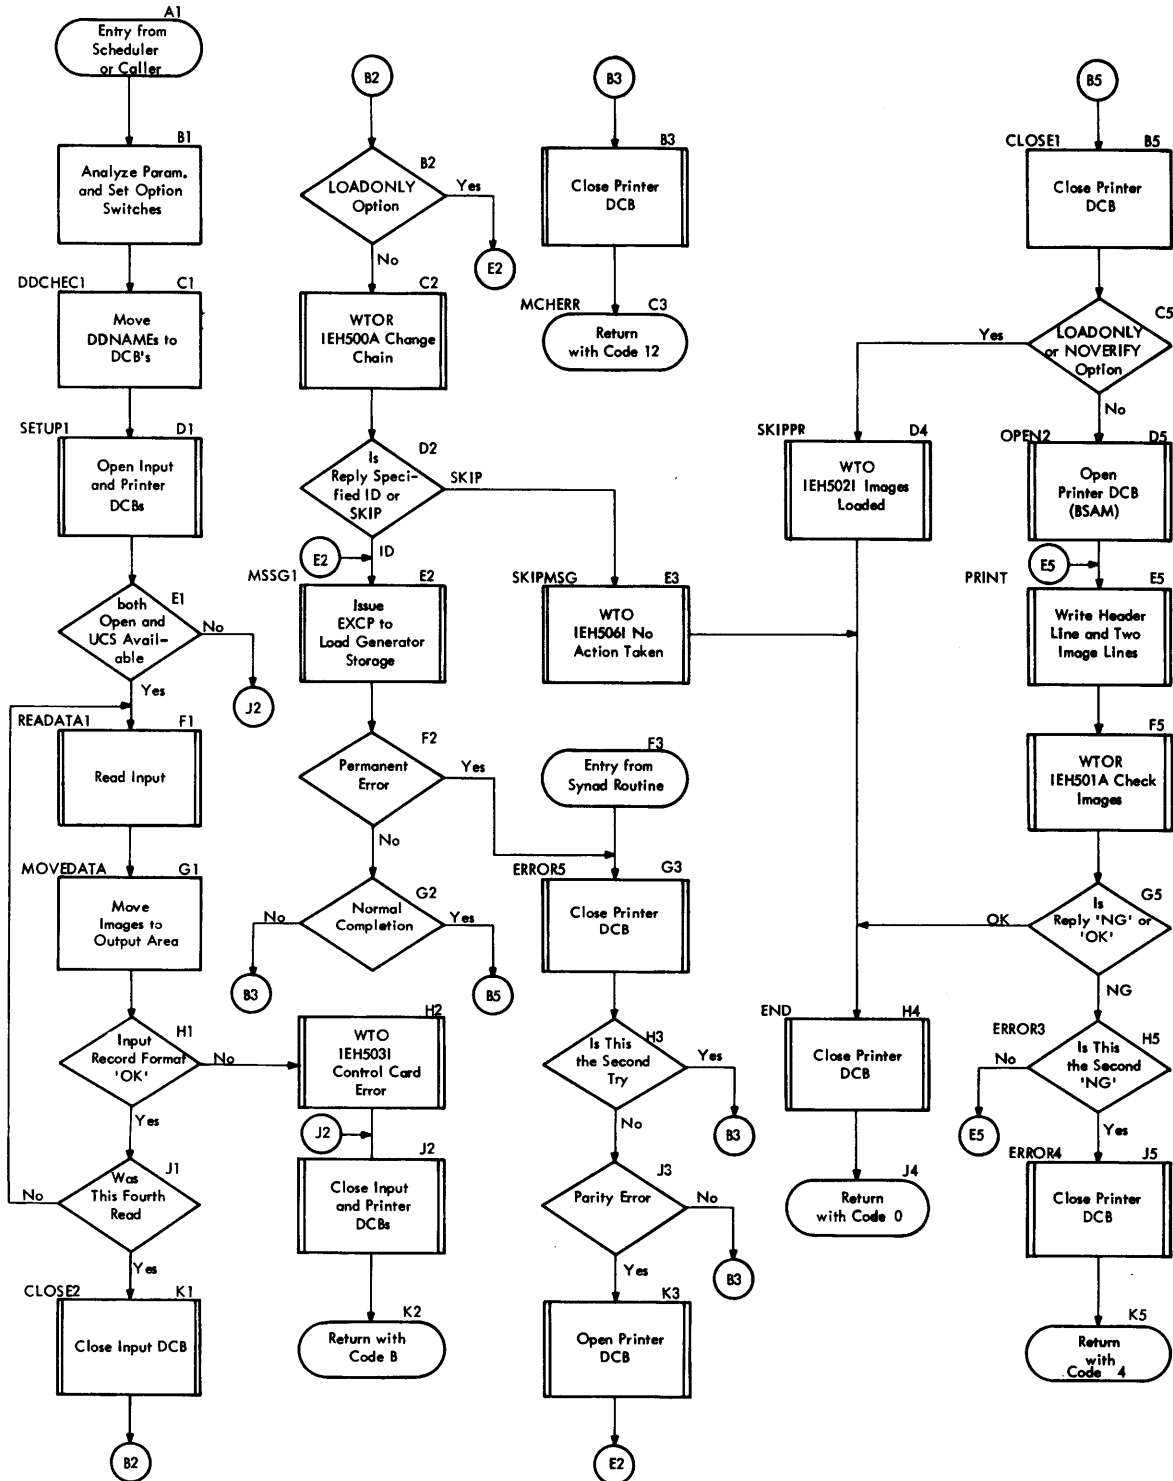 A1
Entry from
Scheduler
or Caller
B1
Analyze Param.
and Set Option
Switches
DDCHEC1
C1
Move
DDNAMEs to
DCB's
SETUP1
D1
Open Input
and Printer
DCBs
E1
both
Open and
UCS Avail-
able
No
J2
Yes
READATA1
F1
Read Input
MOVEDATA
G1
Move
Images to
Output Area
H1
Input
Record Format
'OK'
No
Yes
J1
Was
This Fourth
Read
No
Yes
CLOSE2
K1
Close Input DCB
B2
B2
B2
LOADONLY
Option
Yes
E2
No
C2
WTOR
IEH500A Change
Chain
D2
Is
Reply Speci-
fied ID or
SKIP
SKIP
ID
E2
MSSG1
E2
Issue
EXCP to
Load Generator
Storage
F2
Permanent
Error
Yes
No
G2
Normal
Completion
No
Yes
B3
B5
H2
WTO
IEH503I
Control Card
Error
J2
J2
Close Input
and Printer
DCBs
K2
Return with
Code B
B3
B3
Close Printer
DCB
MCHERR
C3
Return
with Code 12
SKIPMSG
E3
WTO
IEH506I No
Action Taken
F3
Entry from
Synad Routine
ERROR5
G3
Close Printer
DCB
H3
Is This
the Second
Try
Yes
B3
No
J3
Parity Error
No
B3
Yes
K3
Open Printer
DCB
E2
SKIPPR
D4
WTO
IEH502I Images
Loaded
END
H4
Close Printer
DCB
J4
Return
with Code 0
B5
CLOSE1
B5
Close Printer
DCB
C5
LOADONLY
or NOVERIFY
Option
Yes
No
OPEN2
D5
Open
Printer DCB
(BSAM)
E5
PRINT
E5
Write Header
Line and Two
Image Lines
F5
WTOR
IEH501A Check
Images
G5
Is
Reply 'NG' or
'OK'
OK
NG
ERROR3
H5
Is This
the Second
'NG'
No
E5
Yes
ERROR4
J5
Close Printer
DCB
K5
Return
with
Code 4